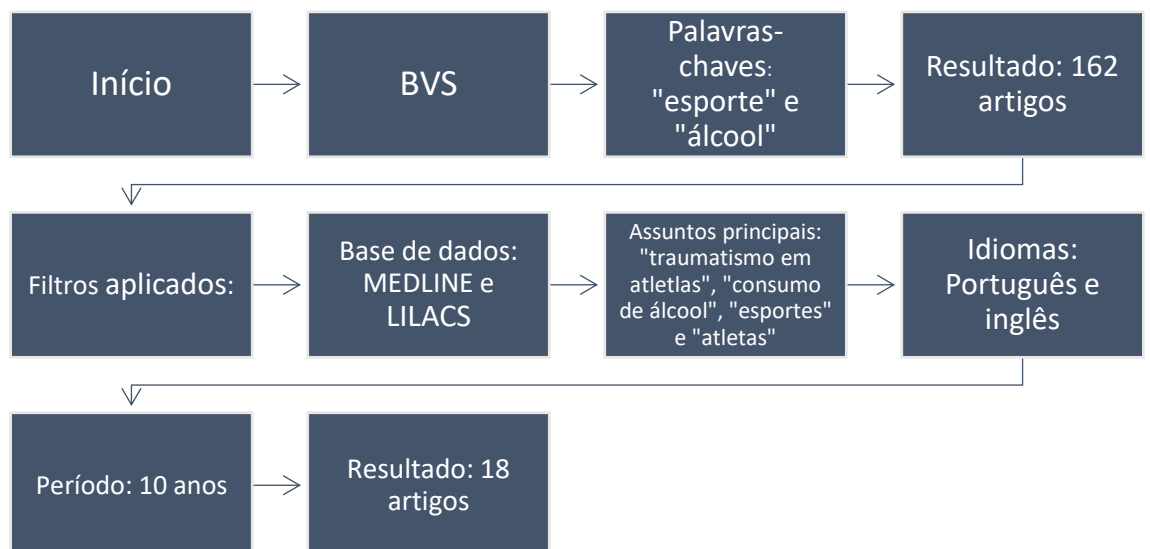 Início
BVS
Palavras-
chaves:
"esporte" e
"álcool"
Resultado: 162
artigos
Filtros aplicados:
Base de dados:
MEDLINE e
LILACS
Assuntos principais:
"traumatismo em
atletlas", "consumo
de álcool", "esportes"
e "atletas"
Idiomas:
Português e
inglês
Período: 10 anos
Resultado: 18
artigos